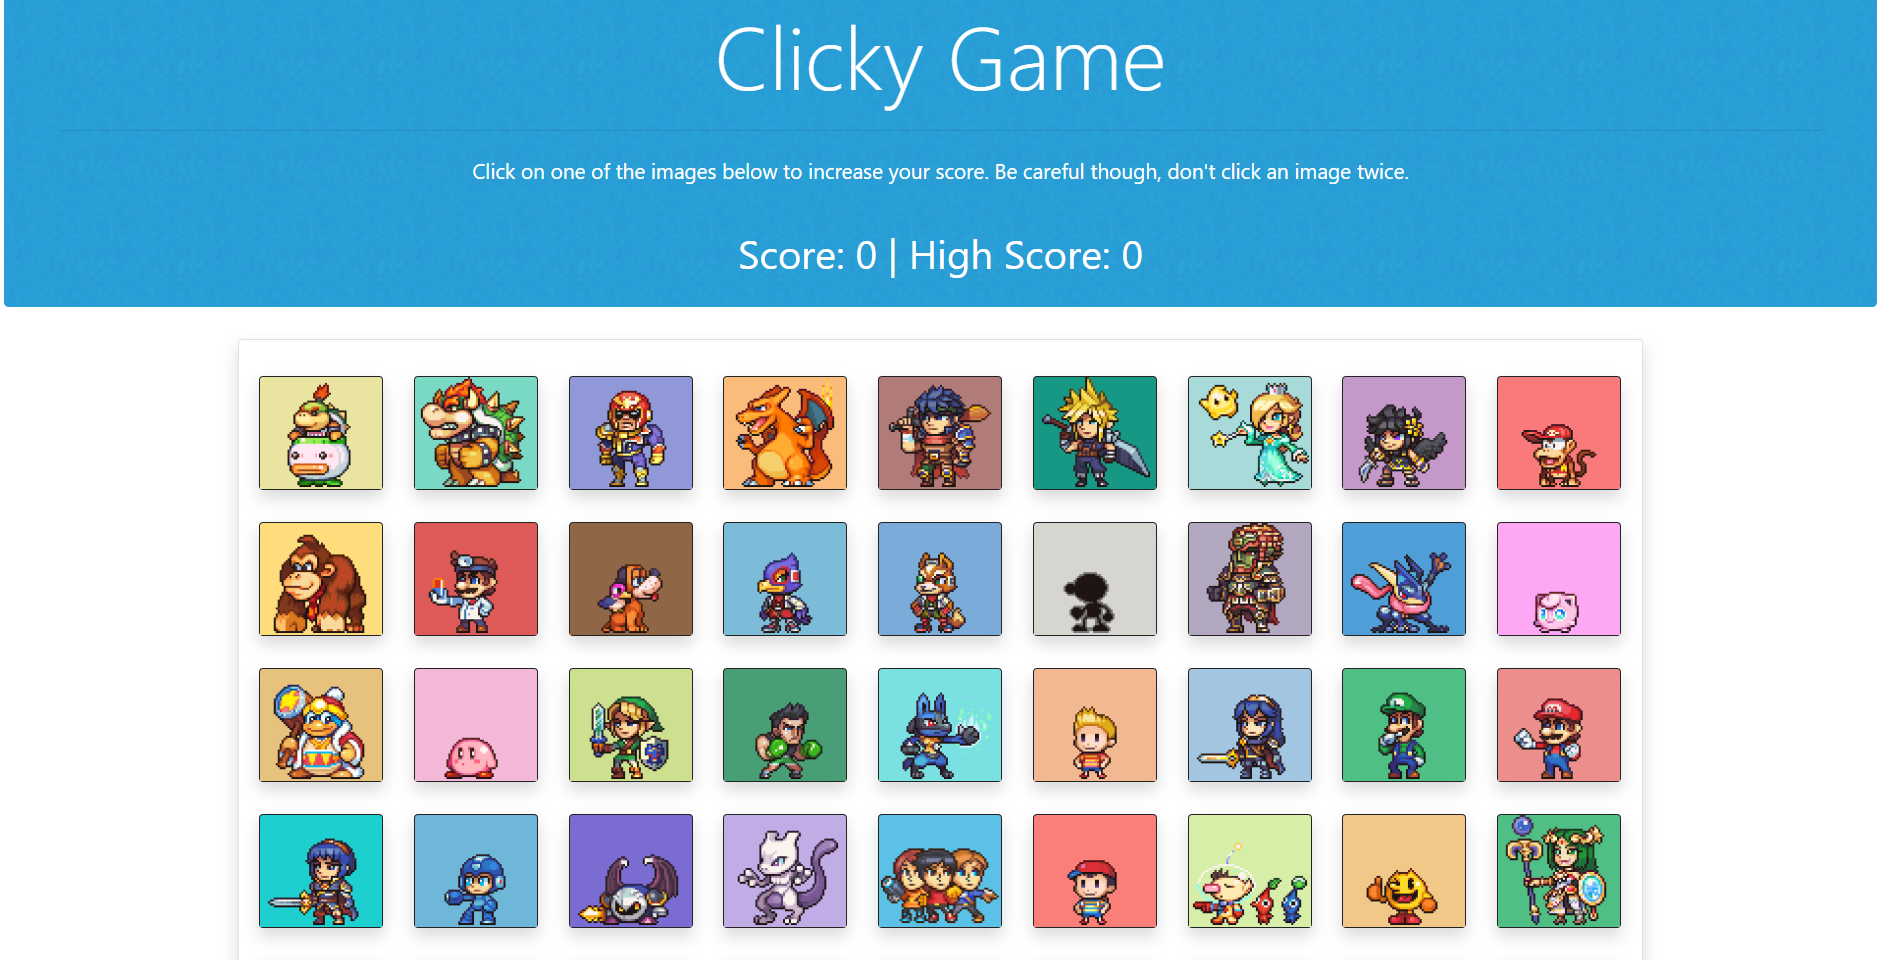 Clicky Game
Click on one of the images below to increase your score. Be careful though, don't click an image twice.
Score: 0 | High Score: 0